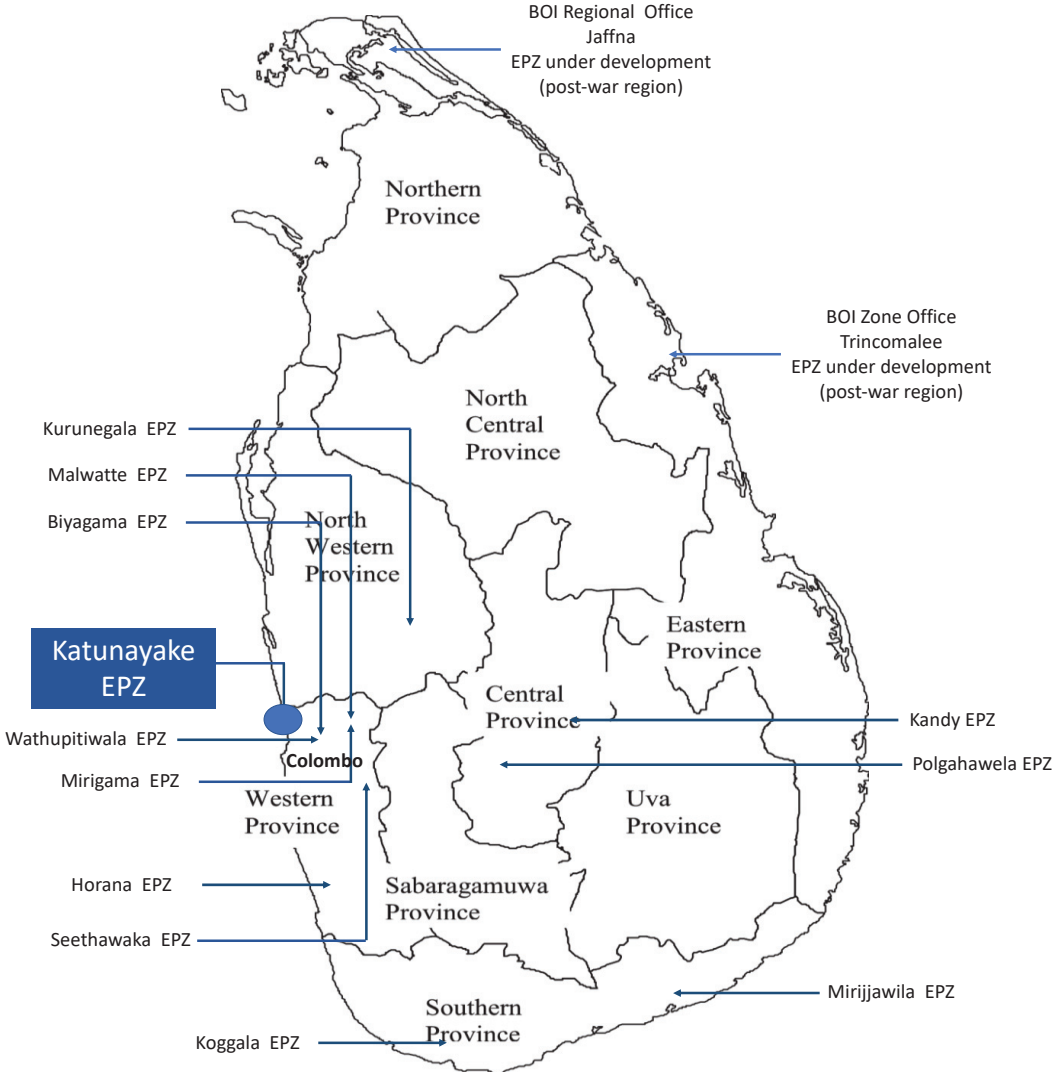 BOI Regional Office
Jaffna
EPZ under development
(post-war region)
Northern
Province
BOI Zone Office
Trincomalee
EPZ under development
(post-war region)
North
Central
Province
Kurunegala EPZ
Malwatte EPZ
Biyagama EPZ
North
Western
Province
Eastern
Province
Katunayake
EPZ
Central
Province
Kandy EPZ
Wathupitiwala EPZ
Colombo
Polgahawela EPZ
Mirigama EPZ
Western
Province
Uva
Province
Horana EPZ
Sabaragamuwa
Province
Seethawaka EPZ
Mirijjawila EPZ
Southern
Province
Koggala EPZ